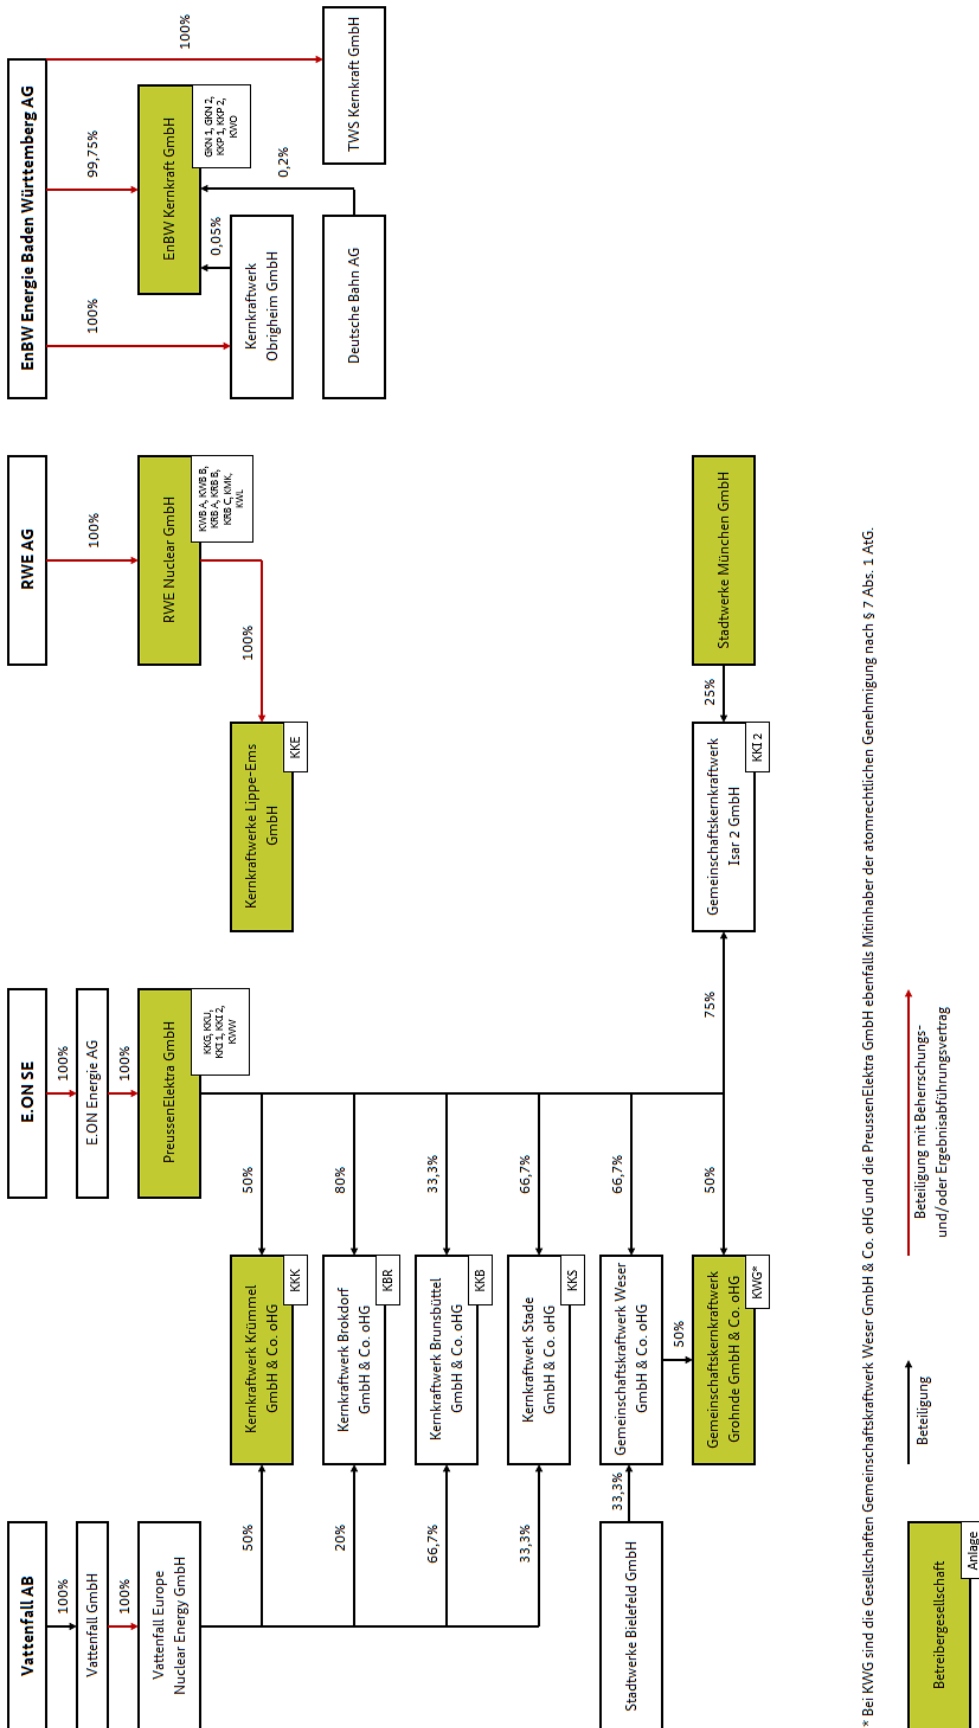 Vattenfall AB
100%
Vattenfall GmbH
100%
Vattenfall Europe
Nuclear Energy GmbH
50%
20%
66,7%
33,3%
Stadtwerke Bielefeld GmbH
33,3%
E.ON SE
100%
E.ON Energie AG
100%
PreussenElektra GmbH
KKG, KKU,
KKI 1, KKI 2,
KWW
50%
80%
33,3%
66,7%
66,7%
50%
75%
Kernkraftwerk Krümmel
GmbH & Co. oHG
KKK
Kernkraftwerk Brokdorf
GmbH & Co. oHG
KBR
Kernkraftwerk Brunsbüttel
GmbH & Co. oHG
KKB
Kernkraftwerk Stade
GmbH & Co. oHG
KKS
Gemeinschaftskraftwerk Weser
GmbH & Co. oHG
50%
Gemeinschaftskernkraftwerk
Grohnde GmbH & Co. oHG
KWG*
RWE AG
100%
RWE Nuclear GmbH
KWB A, KWB B,
KRB A, KRB B,
KRB C, KMK,
KWL
100%
Kernkraftwerke Lippe-Ems
GmbH
KKE
Gemeinschaftskernkraftwerk
Isar 2 GmbH
KKI 2
25%
Stadtwerke München GmbH
EnBW Energie Baden Württemberg AG
100%
99,75%
100%
EnBW Kernkraft GmbH
GKN 1, GKN 2,
KKP 1, KKP 2,
KWO
0,05%
0,2%
Kernkraftwerk
Obrigheim GmbH
Deutsche Bahn AG
TWS Kernkraft GmbH
* Bei KWG sind die Gesellschaften Gemeinschaftskraftwerk Weser GmbH & Co. oHG und die PreussenElektra GmbH ebenfalls Mitinhaber der atomrechtlichen Genehmigung nach § 7 Abs. 1 AtG.
Betreibergesellschaft
Anlage
Beteiligung
Beteiligung mit Beherrschungs-
und/oder Ergebnisabführungsvertrag